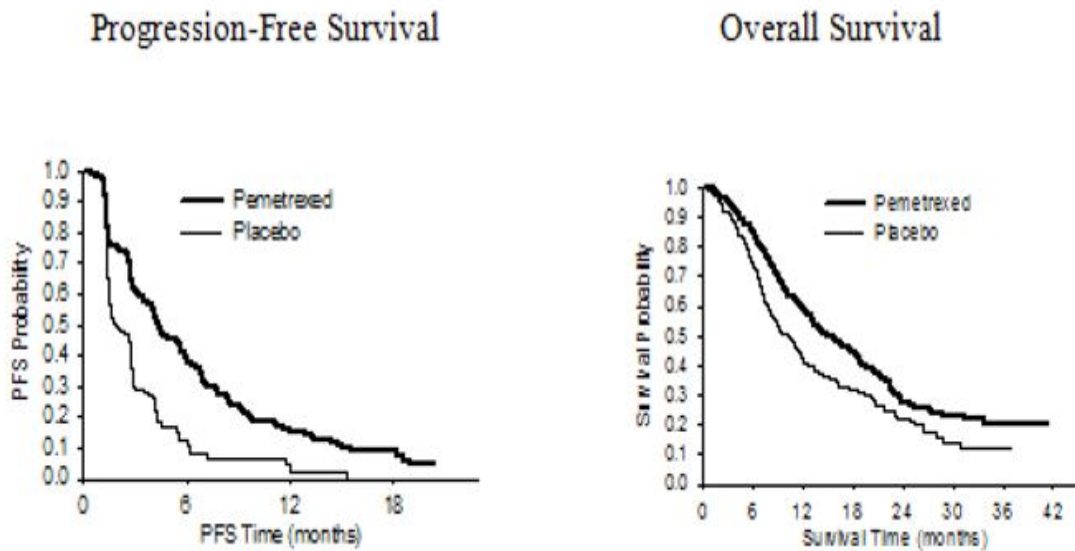 Progression-Free Survival
Overall Survival
1.0
0.9
0.8
0.7
0.6
0.5
0.4
0.3
0.2
0.1
0.0
PFS Probability
Pemetrexed
Placebo
0 6 12 18
PFS Time (months)
1.0
0.9
0.8
0.7
0.6
0.5
0.4
0.3
0.2
0.1
0.0
Survival Probability
Pemetrexed
Placebo
0 6 12 18 24 30 36 42
Survival Time (months)